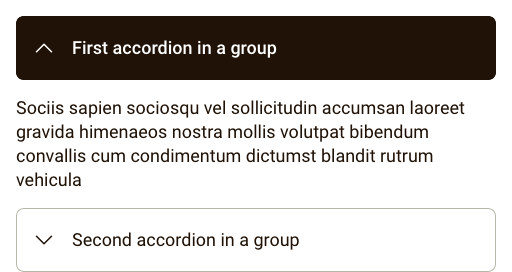 First accordion in a group
Sociis sapien sociosqu vel sollicitudin accumsan laoreet
gravida himenaeos nostra mollis volutpat bibendum
convallis cum condimentum dictumst blandit rutrum
vehicula
Second accordion in a group